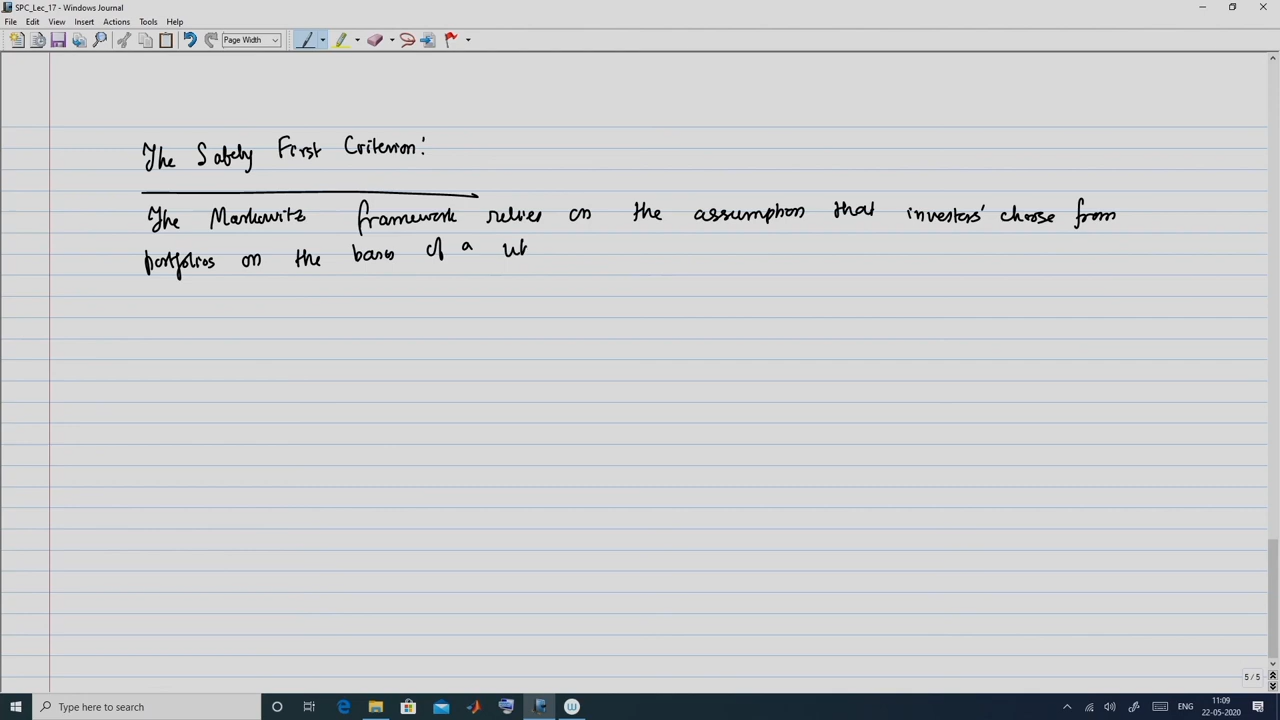 SPC_Lec_17 - Windows Journal
File Edit View Insert Actions Tools Help
Page Width
The Safety First Criterion:
The Markowitz framework relies on the assumption that investors' choose from
portfolios on the basis of a ut
5 / 5
Type here to search
ENG
11:09
22-05-2020